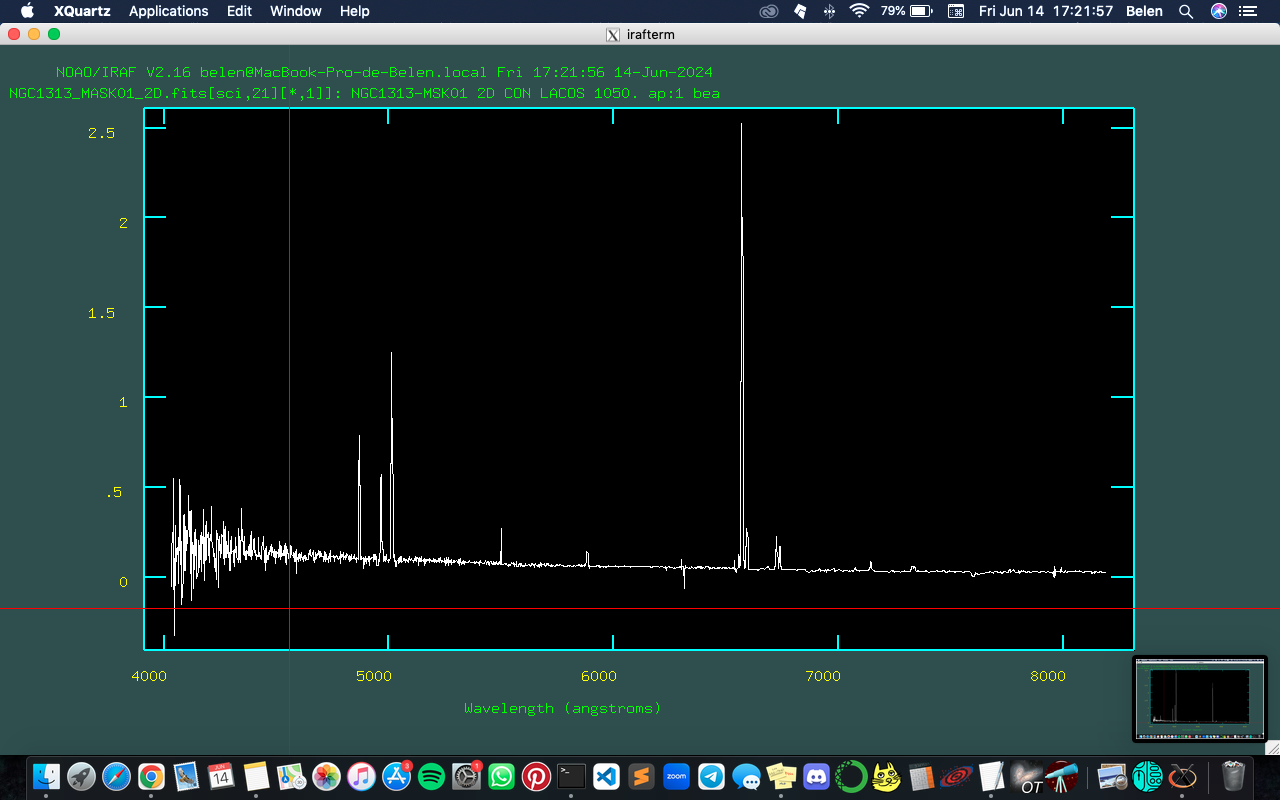 XQuartz Applications Edit Window Help 79% Fri Jun 14 17:21:57 Belen
X irafterm
NOAO/IRAF V2.16 belen@MacBook-Pro-de-Belen.local Fri 17:21:56 14-Jun-2024
NGC1313_MASK01_2D.fits[sci,21][*,1]]: NGC1313-MSK01 2D CON LACOS 1050. ap:1 bea
2.5
2
1.5
1
.5
0
4000 5000 6000 7000 8000
Wavelength (angstroms)
JUN 14 3 1 zoom OT